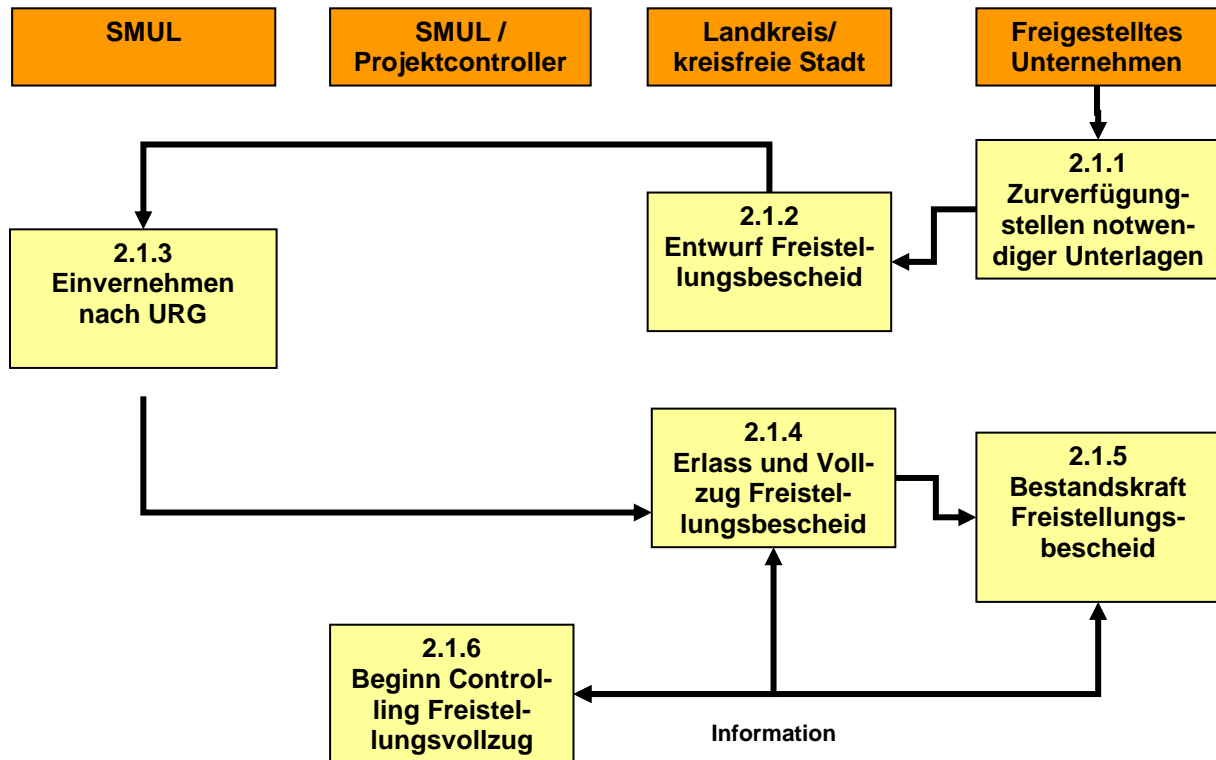 SMUL
SMUL /
Projektcontroller
Landkreis/
kreisfreie Stadt
Freigestelltes
Unternehmen
2.1.1
Zurverfügung-
stellen notwen-
diger Unterlagen
2.1.2
Entwurf Freistel-
lungsbescheid
2.1.3
Einvernehmen
nach URG
2.1.4
Erlass und Voll-
zug Freistel-
lungsbescheid
2.1.5
Bestandskraft
Freistellungs-
bescheid
2.1.6
Beginn Control-
ling Freistel-
lungsvollzug
Information